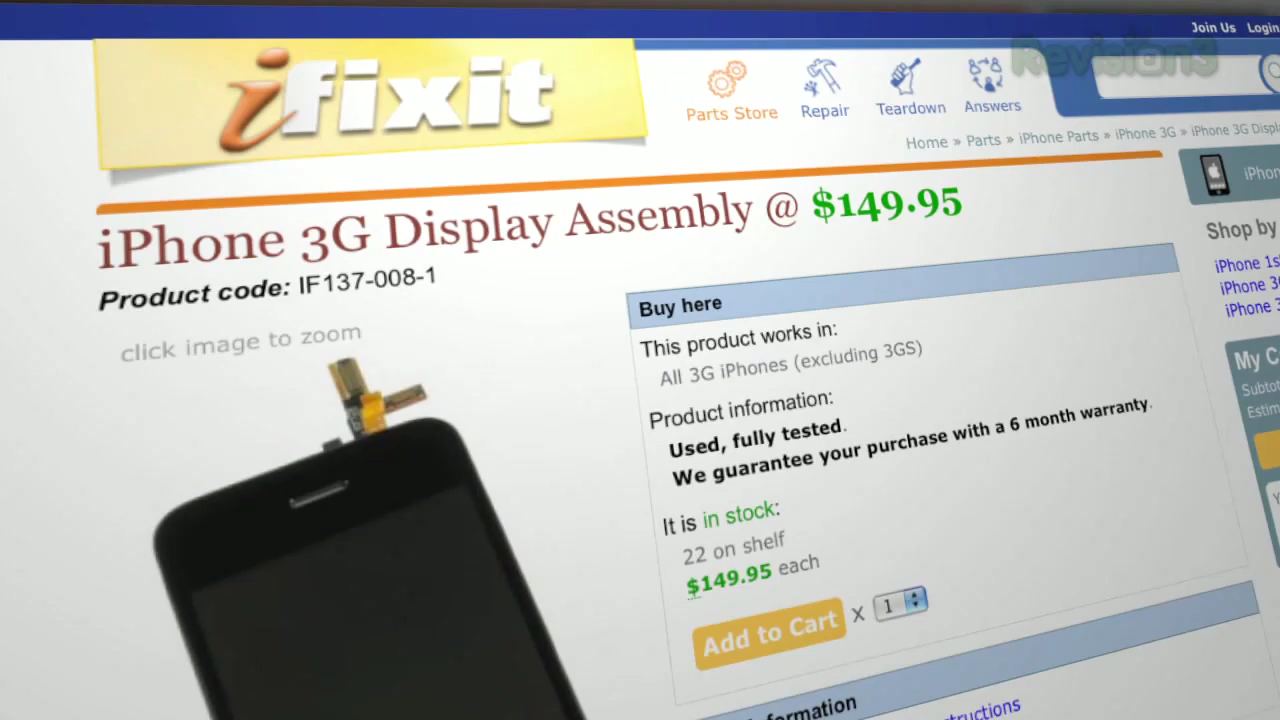 Join Us Login
Revision3
ifixit
Parts Store Repair Teardown Answers
Home » Parts » iPhone Parts » iPhone 3G » iPhone 3G Displ
iPhone 3G Display Assembly @ $149.95
Product code: IF137-008-1
click image to zoom
Buy here
This product works in:
All 3G iPhones (excluding 3GS)
Product information:
Used, fully tested.
We guarantee your purchase with a 6 month warranty.
It is in stock:
22 on shelf
$149.95 each
Add to Cart X 1
iPhon
Shop by
iPhone 1s
iPhone 3
iPhone 3
My C
Subtot
Estim
formation
tructions